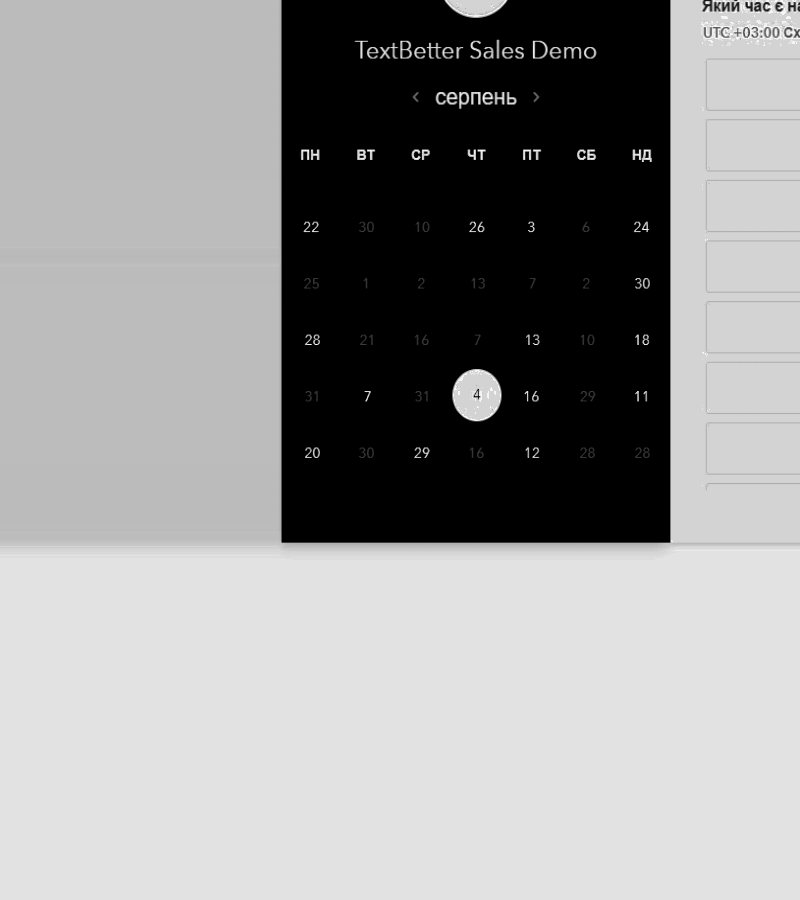 Який час є
UTC +03:00
TextBetter Sales Demo
серпень
ПН ВТ СР ЧТ ПТ СБ НД
22 30 10 26 3 6 24
25 1 2 13 7 2 30
28 21 16 7 13 10 18
31 7 31 4 16 29 11
20 30 29 16 12 28 28